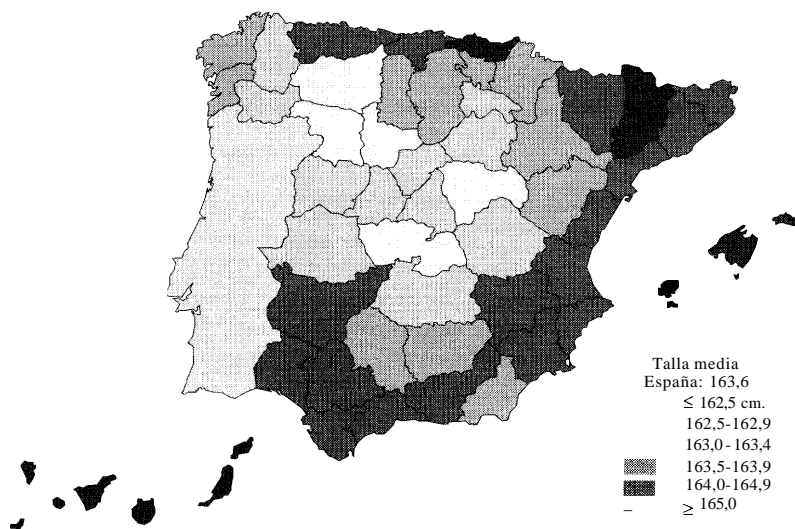 Talla media
España: 163,6
≤ 162,5 cm.
162,5-162,9
163,0-163,4
163,5-163,9
164,0-164,9
– ≥ 165,0